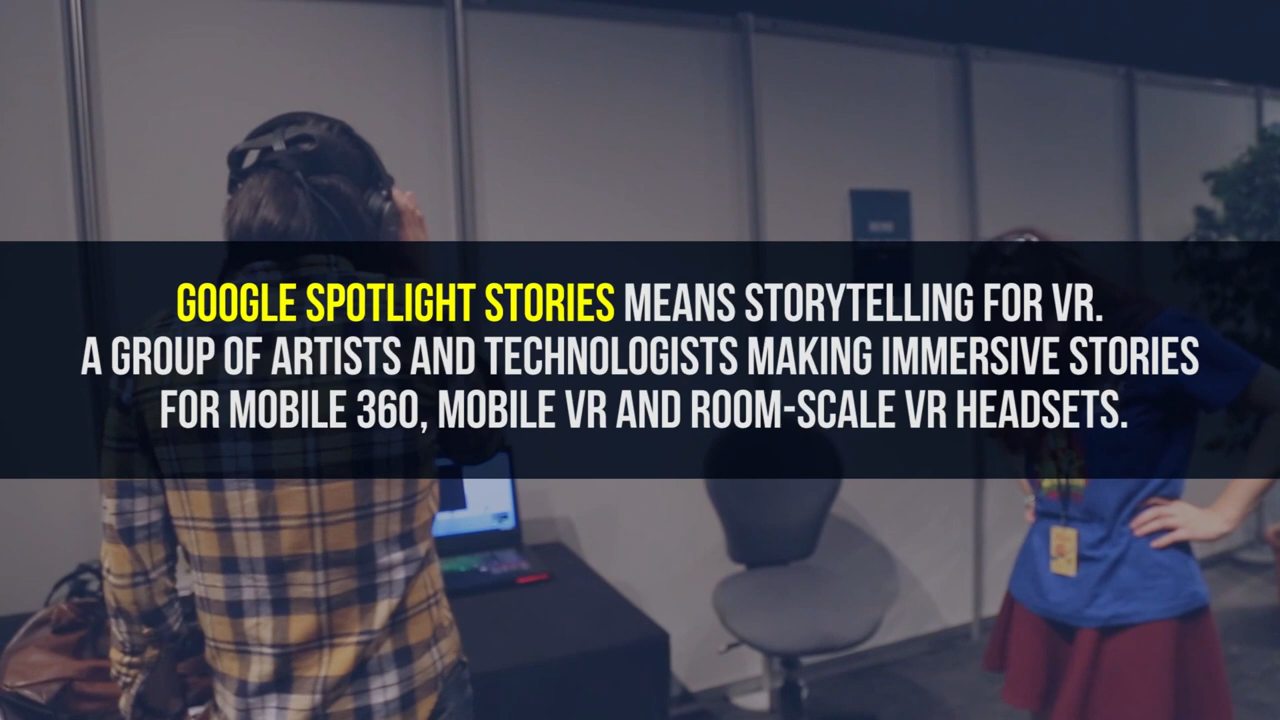 GOOGLE SPOTLIGHT STORIES MEANS STORYTELLING FOR VR.
A GROUP OF ARTISTS AND TECHNOLOGISTS MAKING IMMERSIVE STORIES
FOR MOBILE 360, MOBILE VR AND ROOM-SCALE VR HEADSETS.